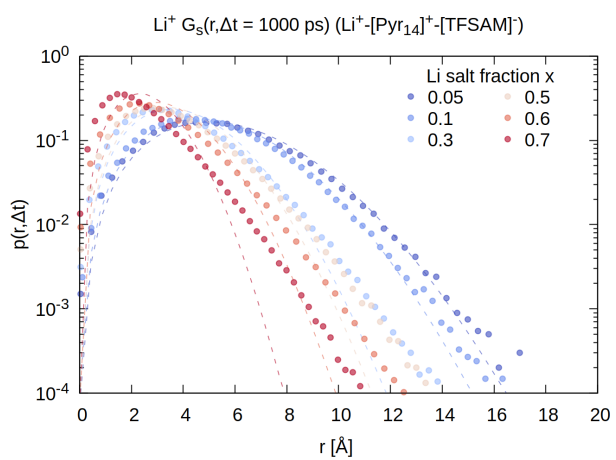 Li⁺ Gₛ(r,Δt = 1000 ps) (Li⁺-[Pyr₁₄]⁺-[TFSAM]⁻)
Li salt fraction x
0.05 0.5
0.1 0.6
0.3 0.7
p(r,Δt)
10⁰
10⁻¹
10⁻²
10⁻³
10⁻⁴
0 2 4 6 8 10 12 14 16 18 20
r [Å]